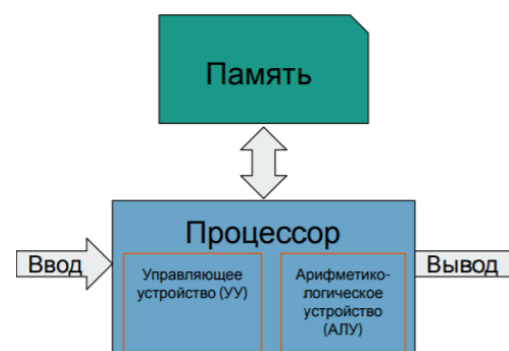 Память
Процессор
Ввод
Управляющее
устройство (УУ)
Арифметико-
логическое
устройство
(АЛУ)
Вывод